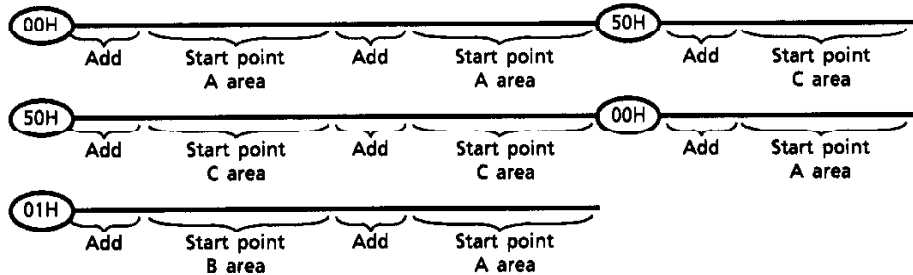 00H 50H
Add Start point Add Start point Add Start point
A area A area C area
50H 00H
Add Start point Add Start point Add Start point
C area C area A area
01H
Add Start point Add Start point
B area A area